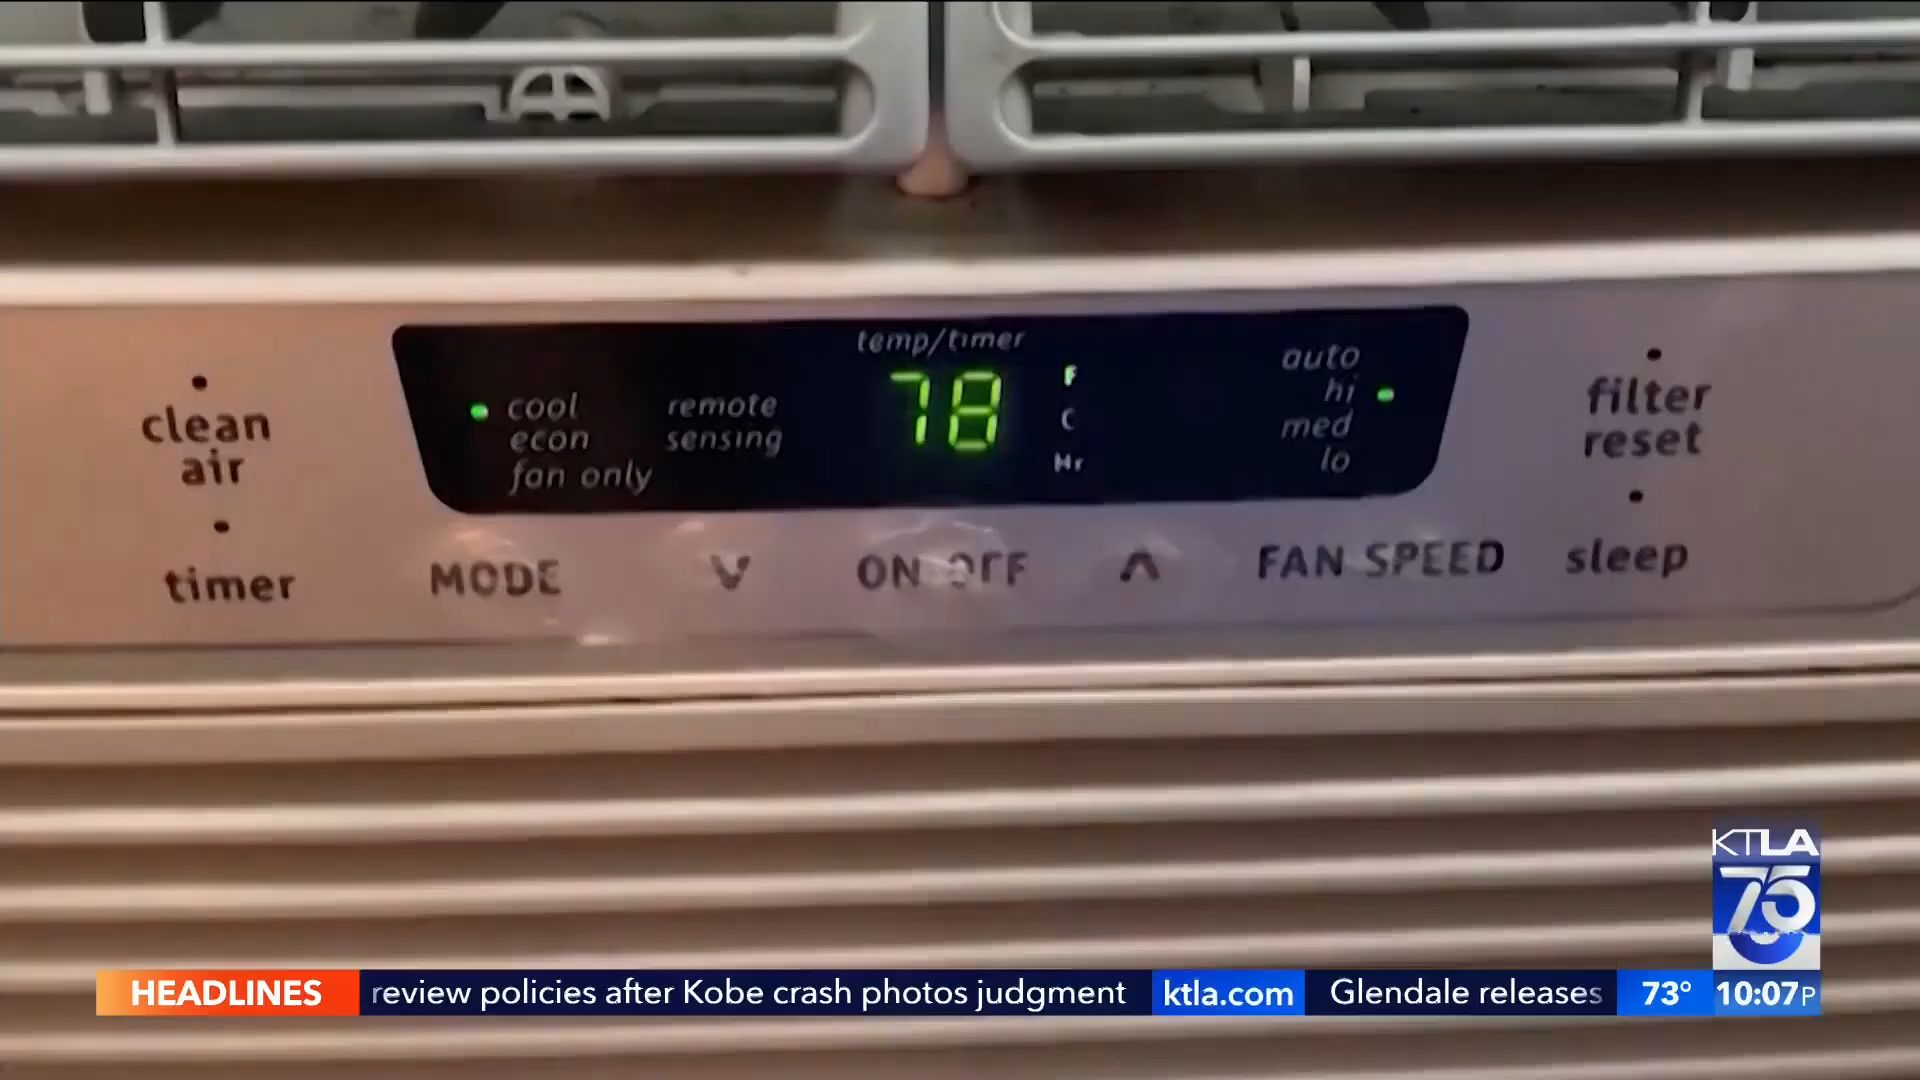 temp/timer
78
F
C
Hr
cool
econ
fan only
remote
sensing
auto
hi
med
lo
clean
air
timer
MODE
ON OFF
FAN SPEED
filter
reset
sleep
KTLA
75
HEADLINES
review policies after Kobe crash photos judgment
ktla.com
Glendale releases
73°
10:07P